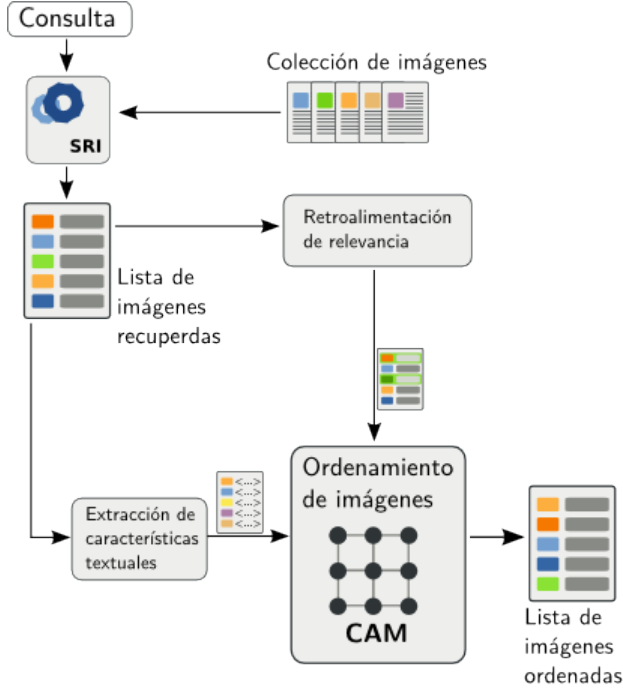 Consulta
Colección de imágenes
SRI
Retroalimentación
de relevancia
Lista de
imágenes
recuperdas
Ordenamiento
de imágenes
<...>
<...>
<...>
<...>
<...>
Extracción de
características
textuales
CAM
Lista de
imágenes
ordenadas